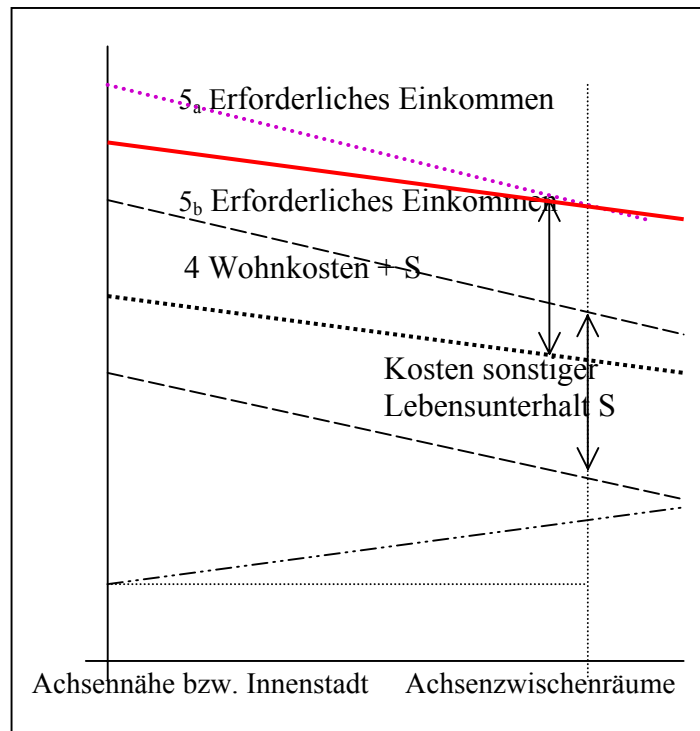 5a Erforderliches Einkommen
5b Erforderliches Einkommen
4 Wohnkosten + S
Kosten sonstiger
Lebensunterhalt S
Achsennähe bzw. Innenstadt
Achsenzwischenräume